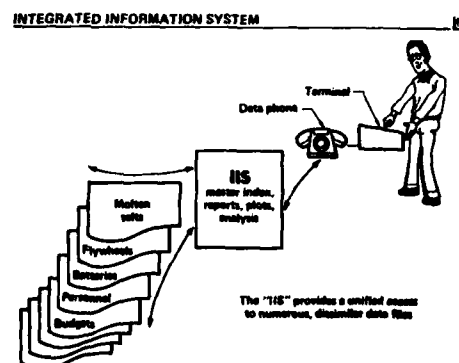 INTEGRATED INFORMATION SYSTEM
Terminal
Data phone
IIS
master index,
reports, plots,
analysis
Molten
salts
Flywheels
Batteries
Personnel
Budgets
The "IIS" provides a unified access
to numerous, dissimilar data files